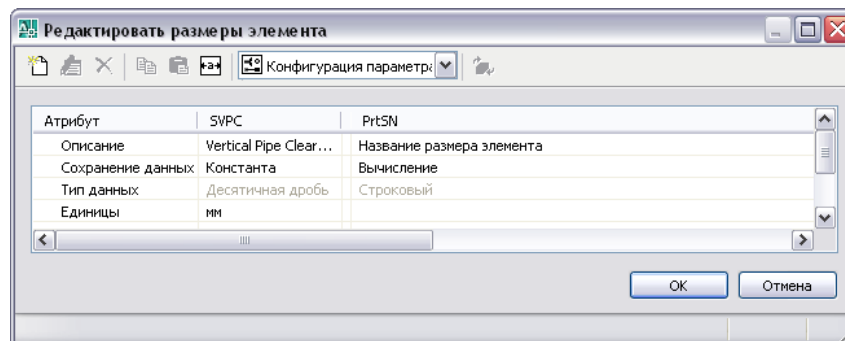 Редактировать размеры элемента
Конфигурация параметр
Атрибут SVPC PrtSN
Описание Vertical Pipe Clear... Название размера элемента
Сохранение данных Константа Вычисление
Тип данных Десятичная дробь Строковый
Единицы мм
OK Отмена